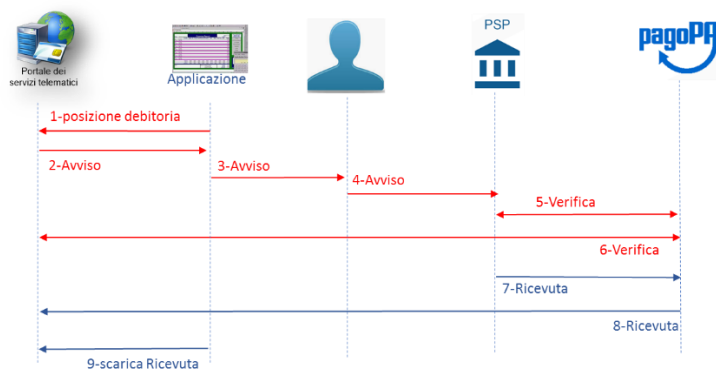 PSP
pagoPA
Portale dei
servizi telematici
Applicazione
1-posizione debitoria
2-Avviso
3-Avviso
4-Avviso
5-Verifica
6-Verifica
7-Ricevuta
8-Ricevuta
9-scarica Ricevuta